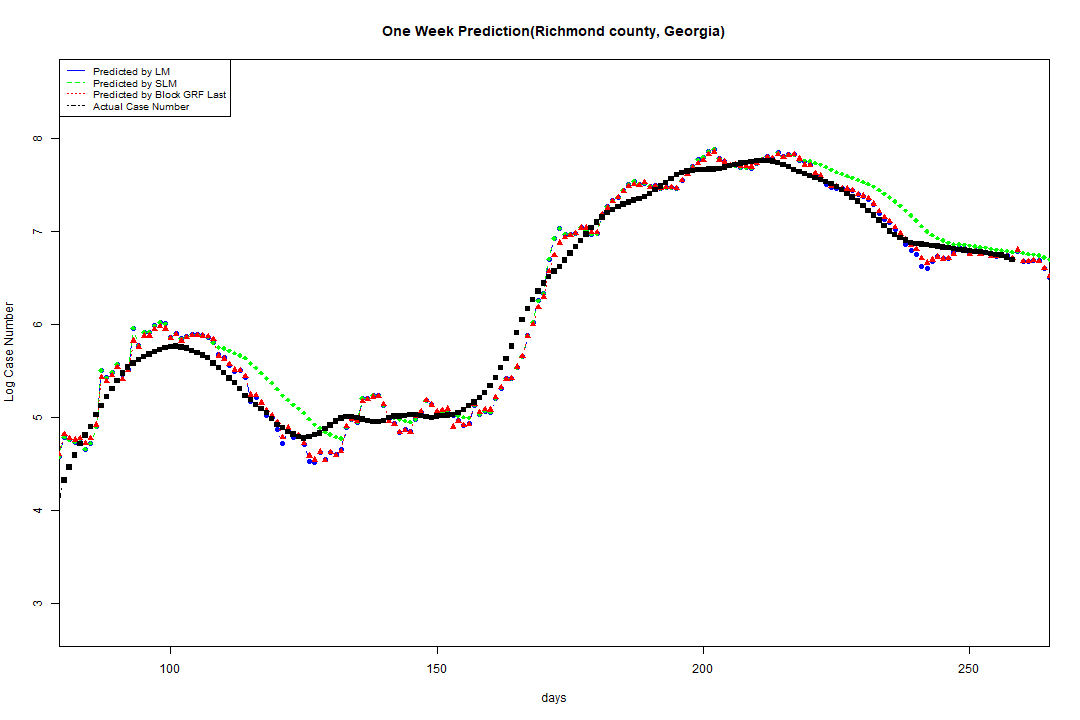 One Week Prediction(Richmond county, Georgia)
Predicted by LM
Predicted by SLM
Predicted by Block GRF Last
Actual Case Number
8
7
6
5
4
3
Log Case Number
100
150
200
250
days